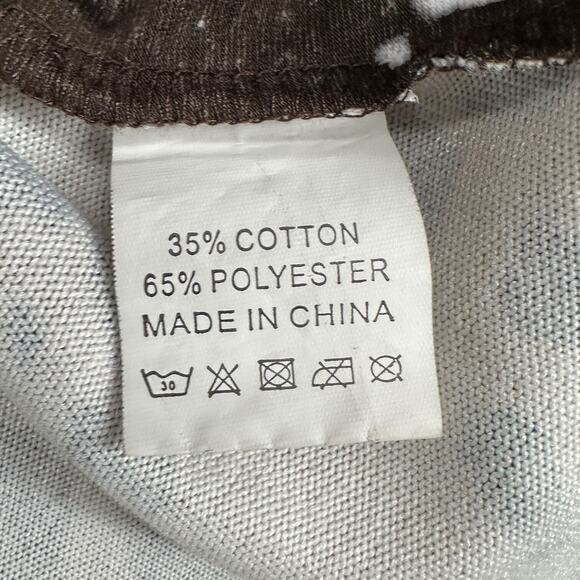 35% COTTON
65% POLYESTER
MADE IN CHINA
30